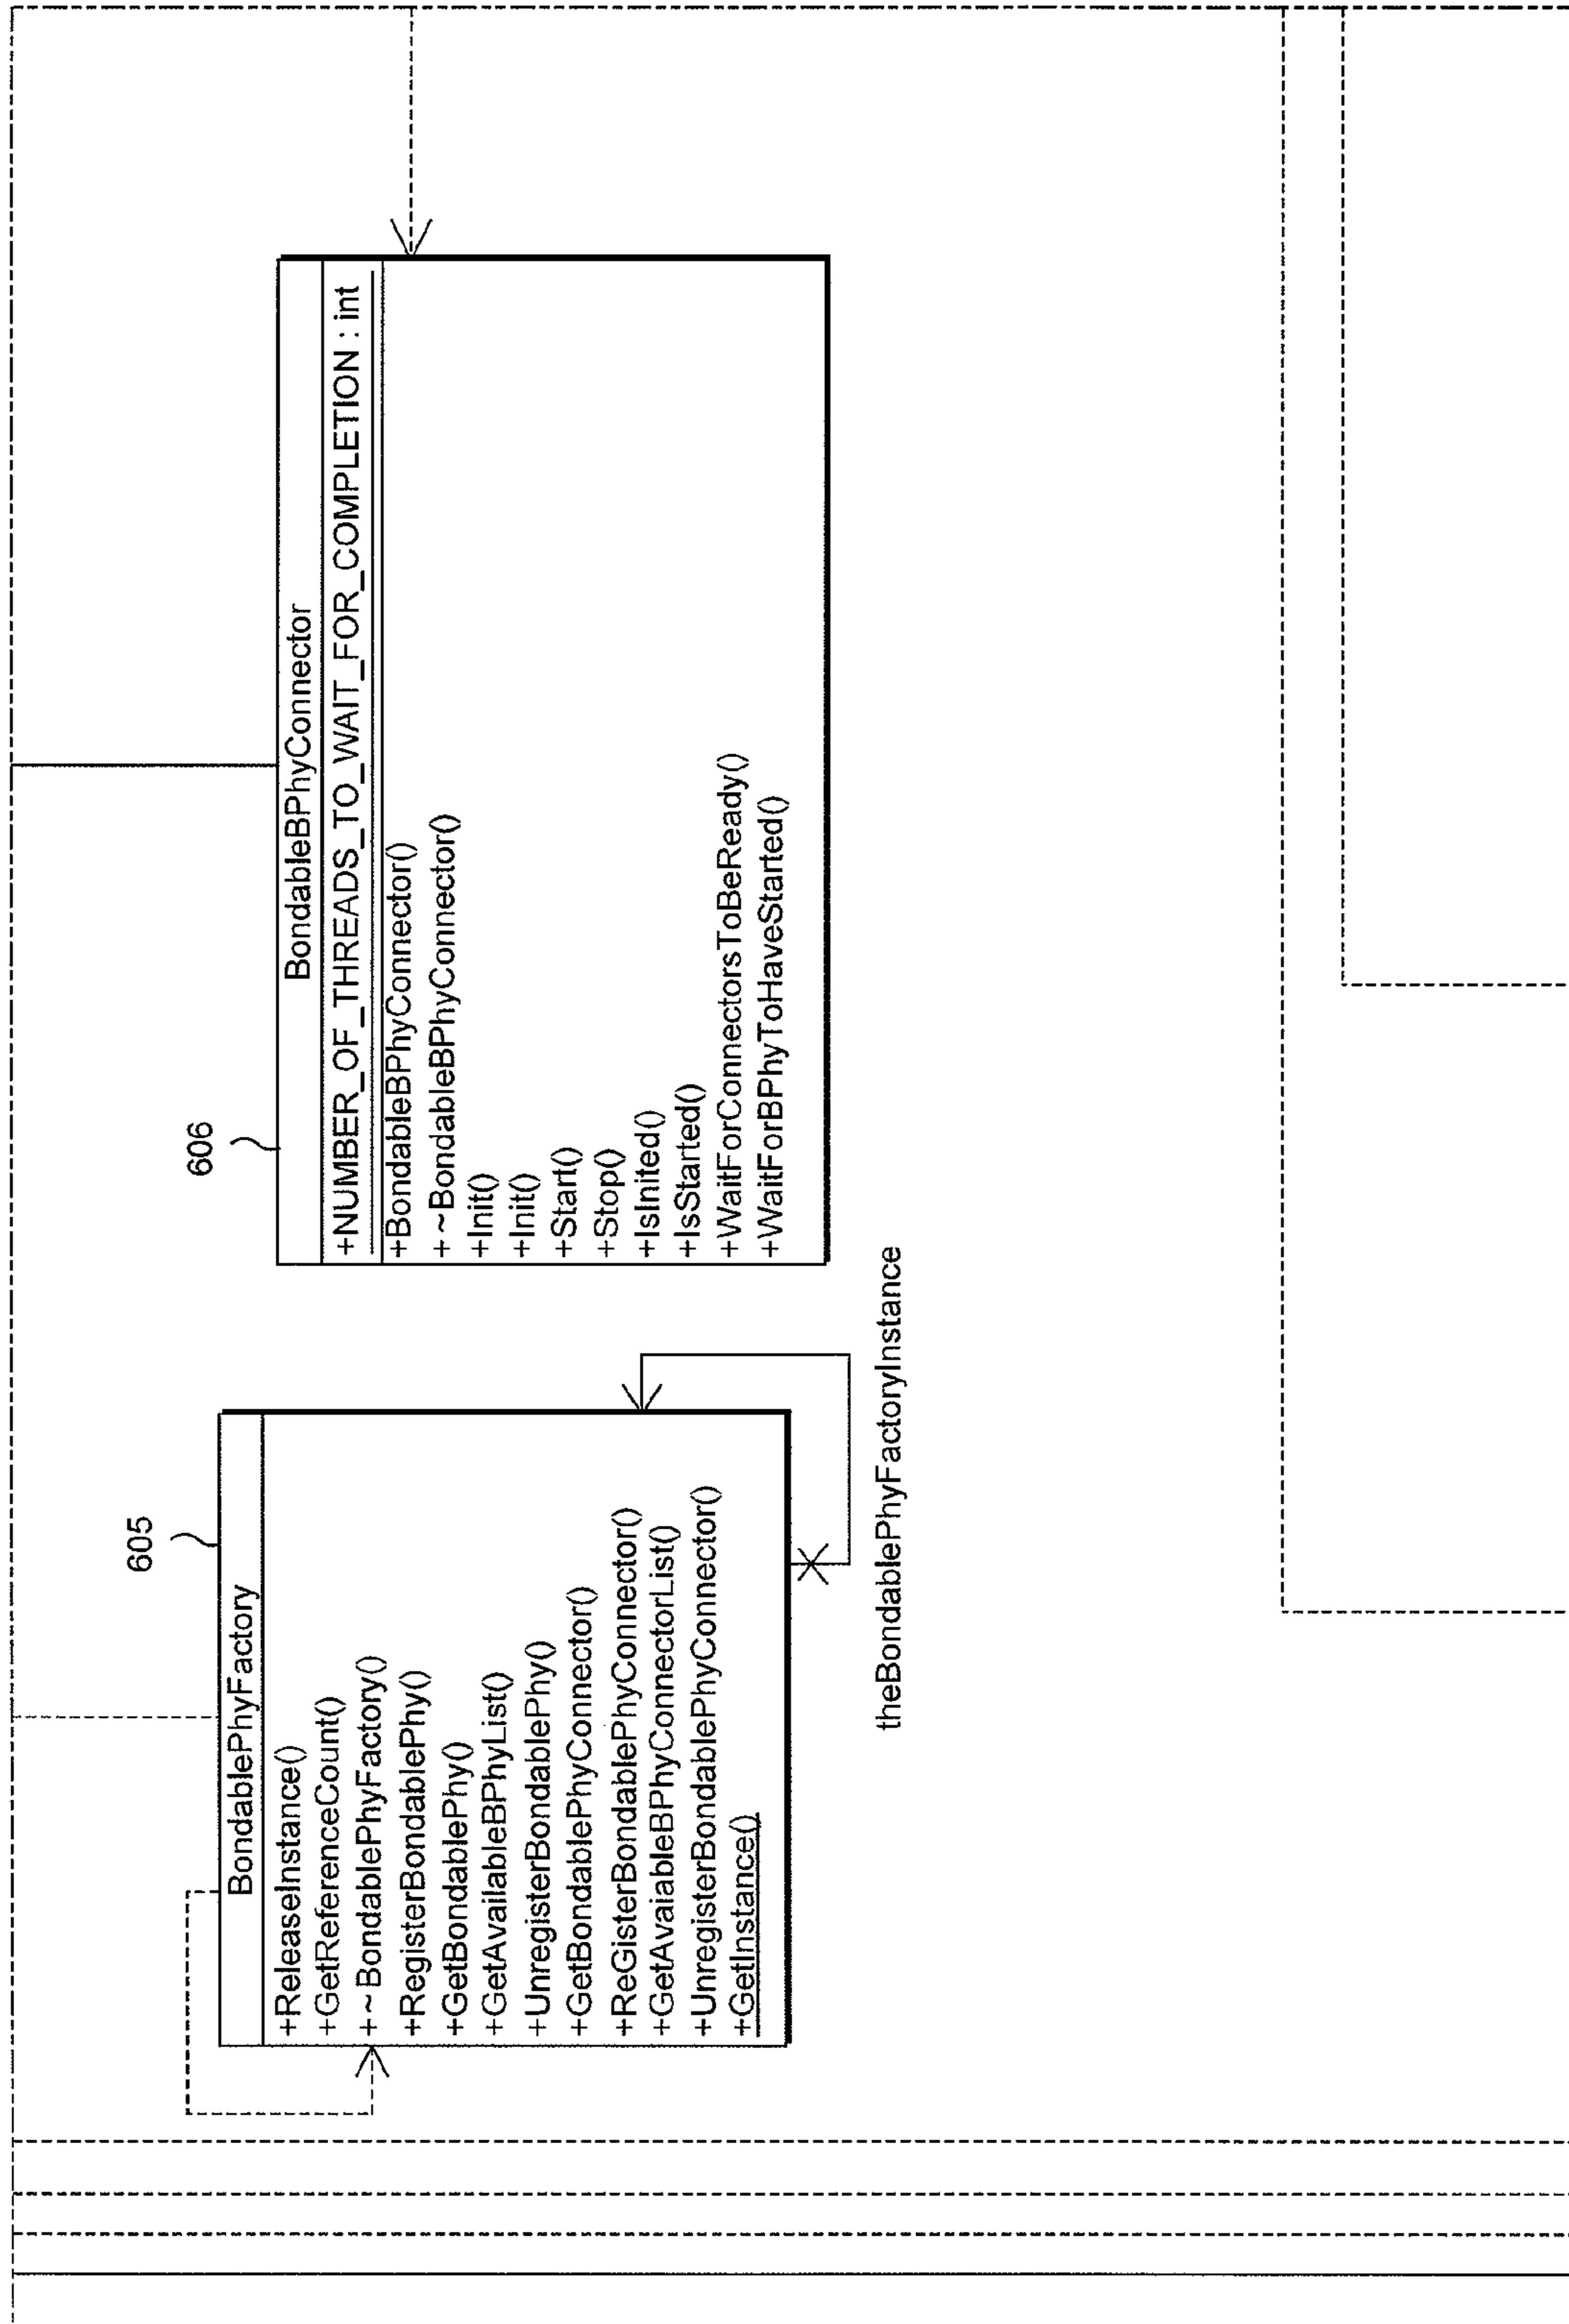 605
BondablePhyFactory
+ReleaseInstance()
+GetReferenceCount()
+~BondablePhyFactory()
+RegisterBondablePhy()
+GetBondablePhy()
+GetAvailableBPhyList()
+UnregisterBondablePhy()
+GetBondablePhyConnector()
+ReGisterBondablePhyConnector()
+GetAvaiableBPhyConnectorList()
+UnregisterBondablePhyConnector()
+GetInstance()
theBondablePhyFactoryInstance
606
BondableBPhyConnector
+NUMBER_OF_THREADS_TO_WAIT_FOR_COMPLETION : int
+BondableBPhyConnector()
+~BondableBPhyConnector()
+Init()
+Init()
+Start()
+Stop()
+IsInited()
+IsStarted()
+WaitForConnectorsToBeReady()
+WaitForBPhyToHaveStarted()